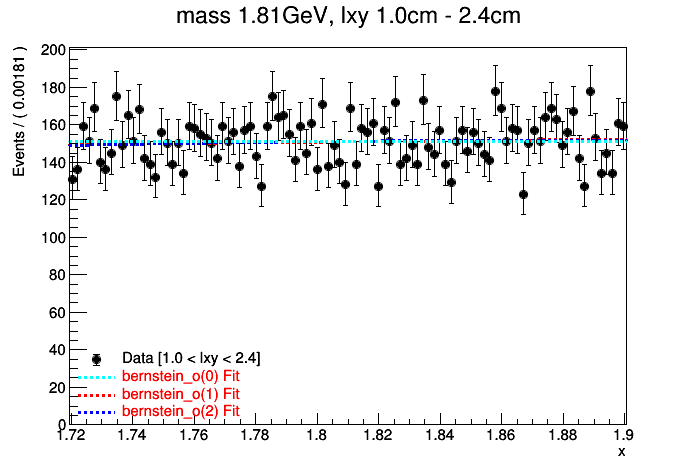 mass 1.81GeV, lxy 1.0cm - 2.4cm
Events / ( 0.00181 )
200
180
160
140
120
100
80
60
40
20
0
Data [1.0 < lxy < 2.4]
bernstein_o(0) Fit
bernstein_o(1) Fit
bernstein_o(2) Fit
1.72 1.74 1.76 1.78 1.8 1.82 1.84 1.86 1.88 1.9
x